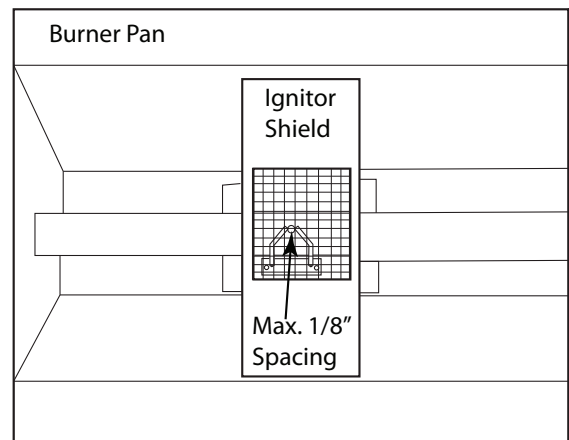 Burner Pan
Ignitor
Shield
Max. 1/8”
Spacing